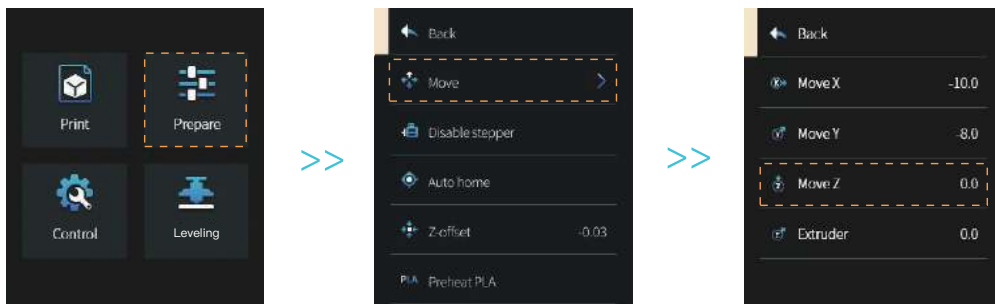 Print
Prepare
Control
Leveling
>>
Back
Move
Disable stepper
Auto home
Z-offset -0.03
PLA Preheat PLA
>>
Back
Move X -10.0
Move Y -8.0
Move Z 0.0
Extruder 0.0